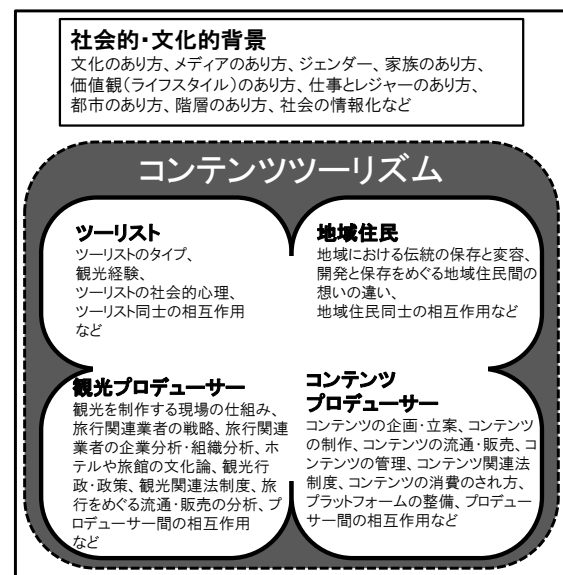 社会的・文化的背景
文化のあり方、メディアのあり方、ジェンダー、家族のあり方、
価値観(ライフスタイル)のあり方、仕事とレジャーのあり方、
都市のあり方、階層のあり方、社会の情報化など
コンテンツツーリズム
ツーリスト
ツーリストのタイプ、
観光経験、
ツーリストの社会的心理、
ツーリスト同士の相互作用
など
地域住民
地域における伝統の保存と変容、
開発と保存をめぐる地域住民間の
想いの違い、
地域住民同士の相互作用など
観光プロデューサー
観光を制作する現場の仕組み、
旅行関連業者の戦略、旅行関連
業者の企業分析・組織分析、ホ
テルや旅館の文化論、観光行
政・政策、観光関連法制度、旅
行をめぐる流通・販売の分析、プ
ロデューサー間の相互作用
など
コンテンツ
プロデューサー
コンテンツの企画・立案、コンテンツ
の制作、コンテンツの流通・販売、コ
ンテンツの管理、コンテンツ関連法
制度、コンテンツの消費のされ方、
プラットフォームの整備、プロデュー
サー間の相互作用など